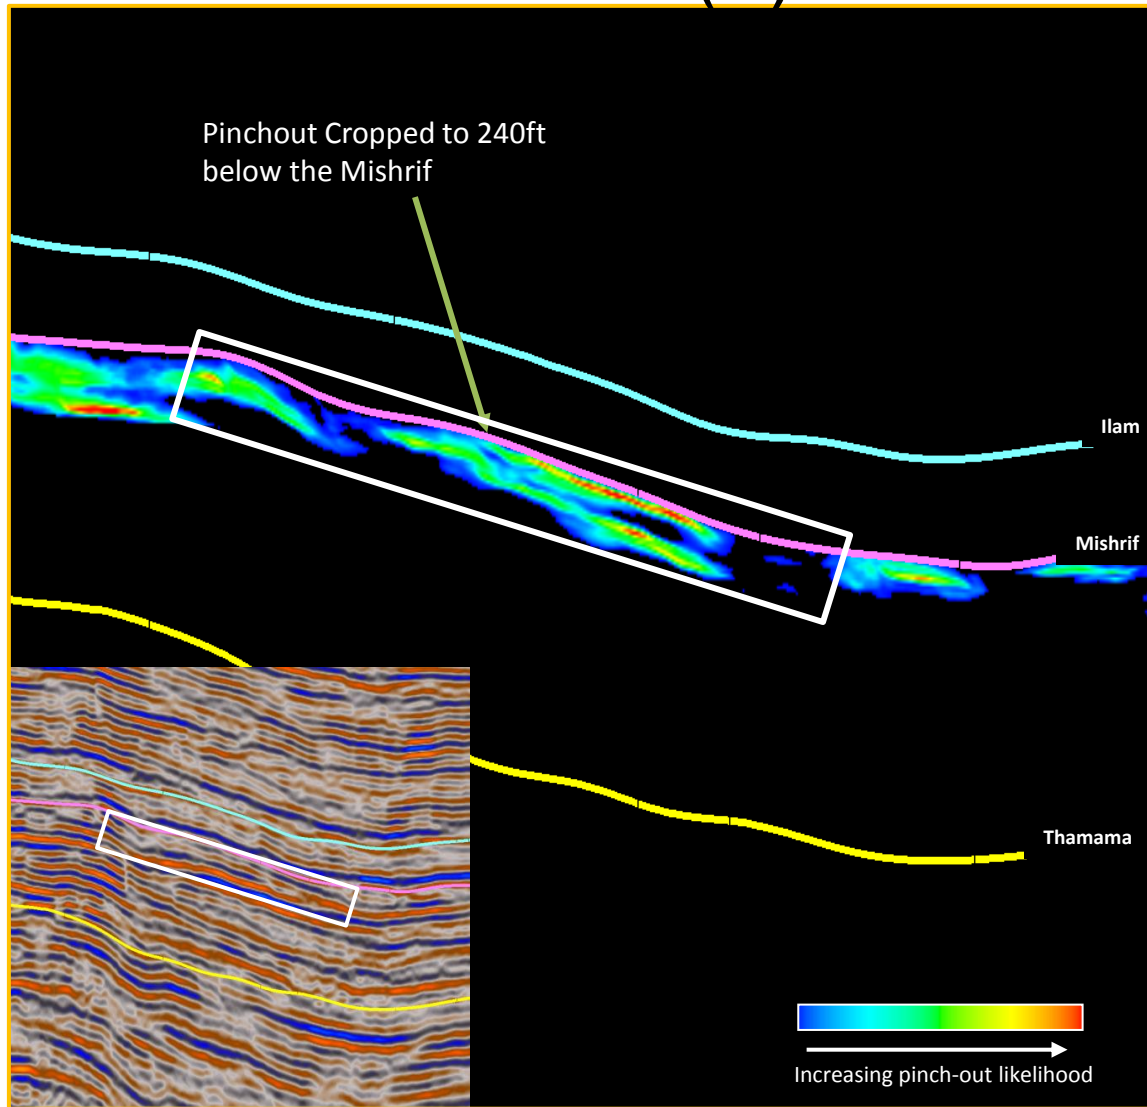 Pinchout Cropped to 240ft
below the Mishrif
Ilam
Mishrif
Thamama
Increasing pinch-out likelihood